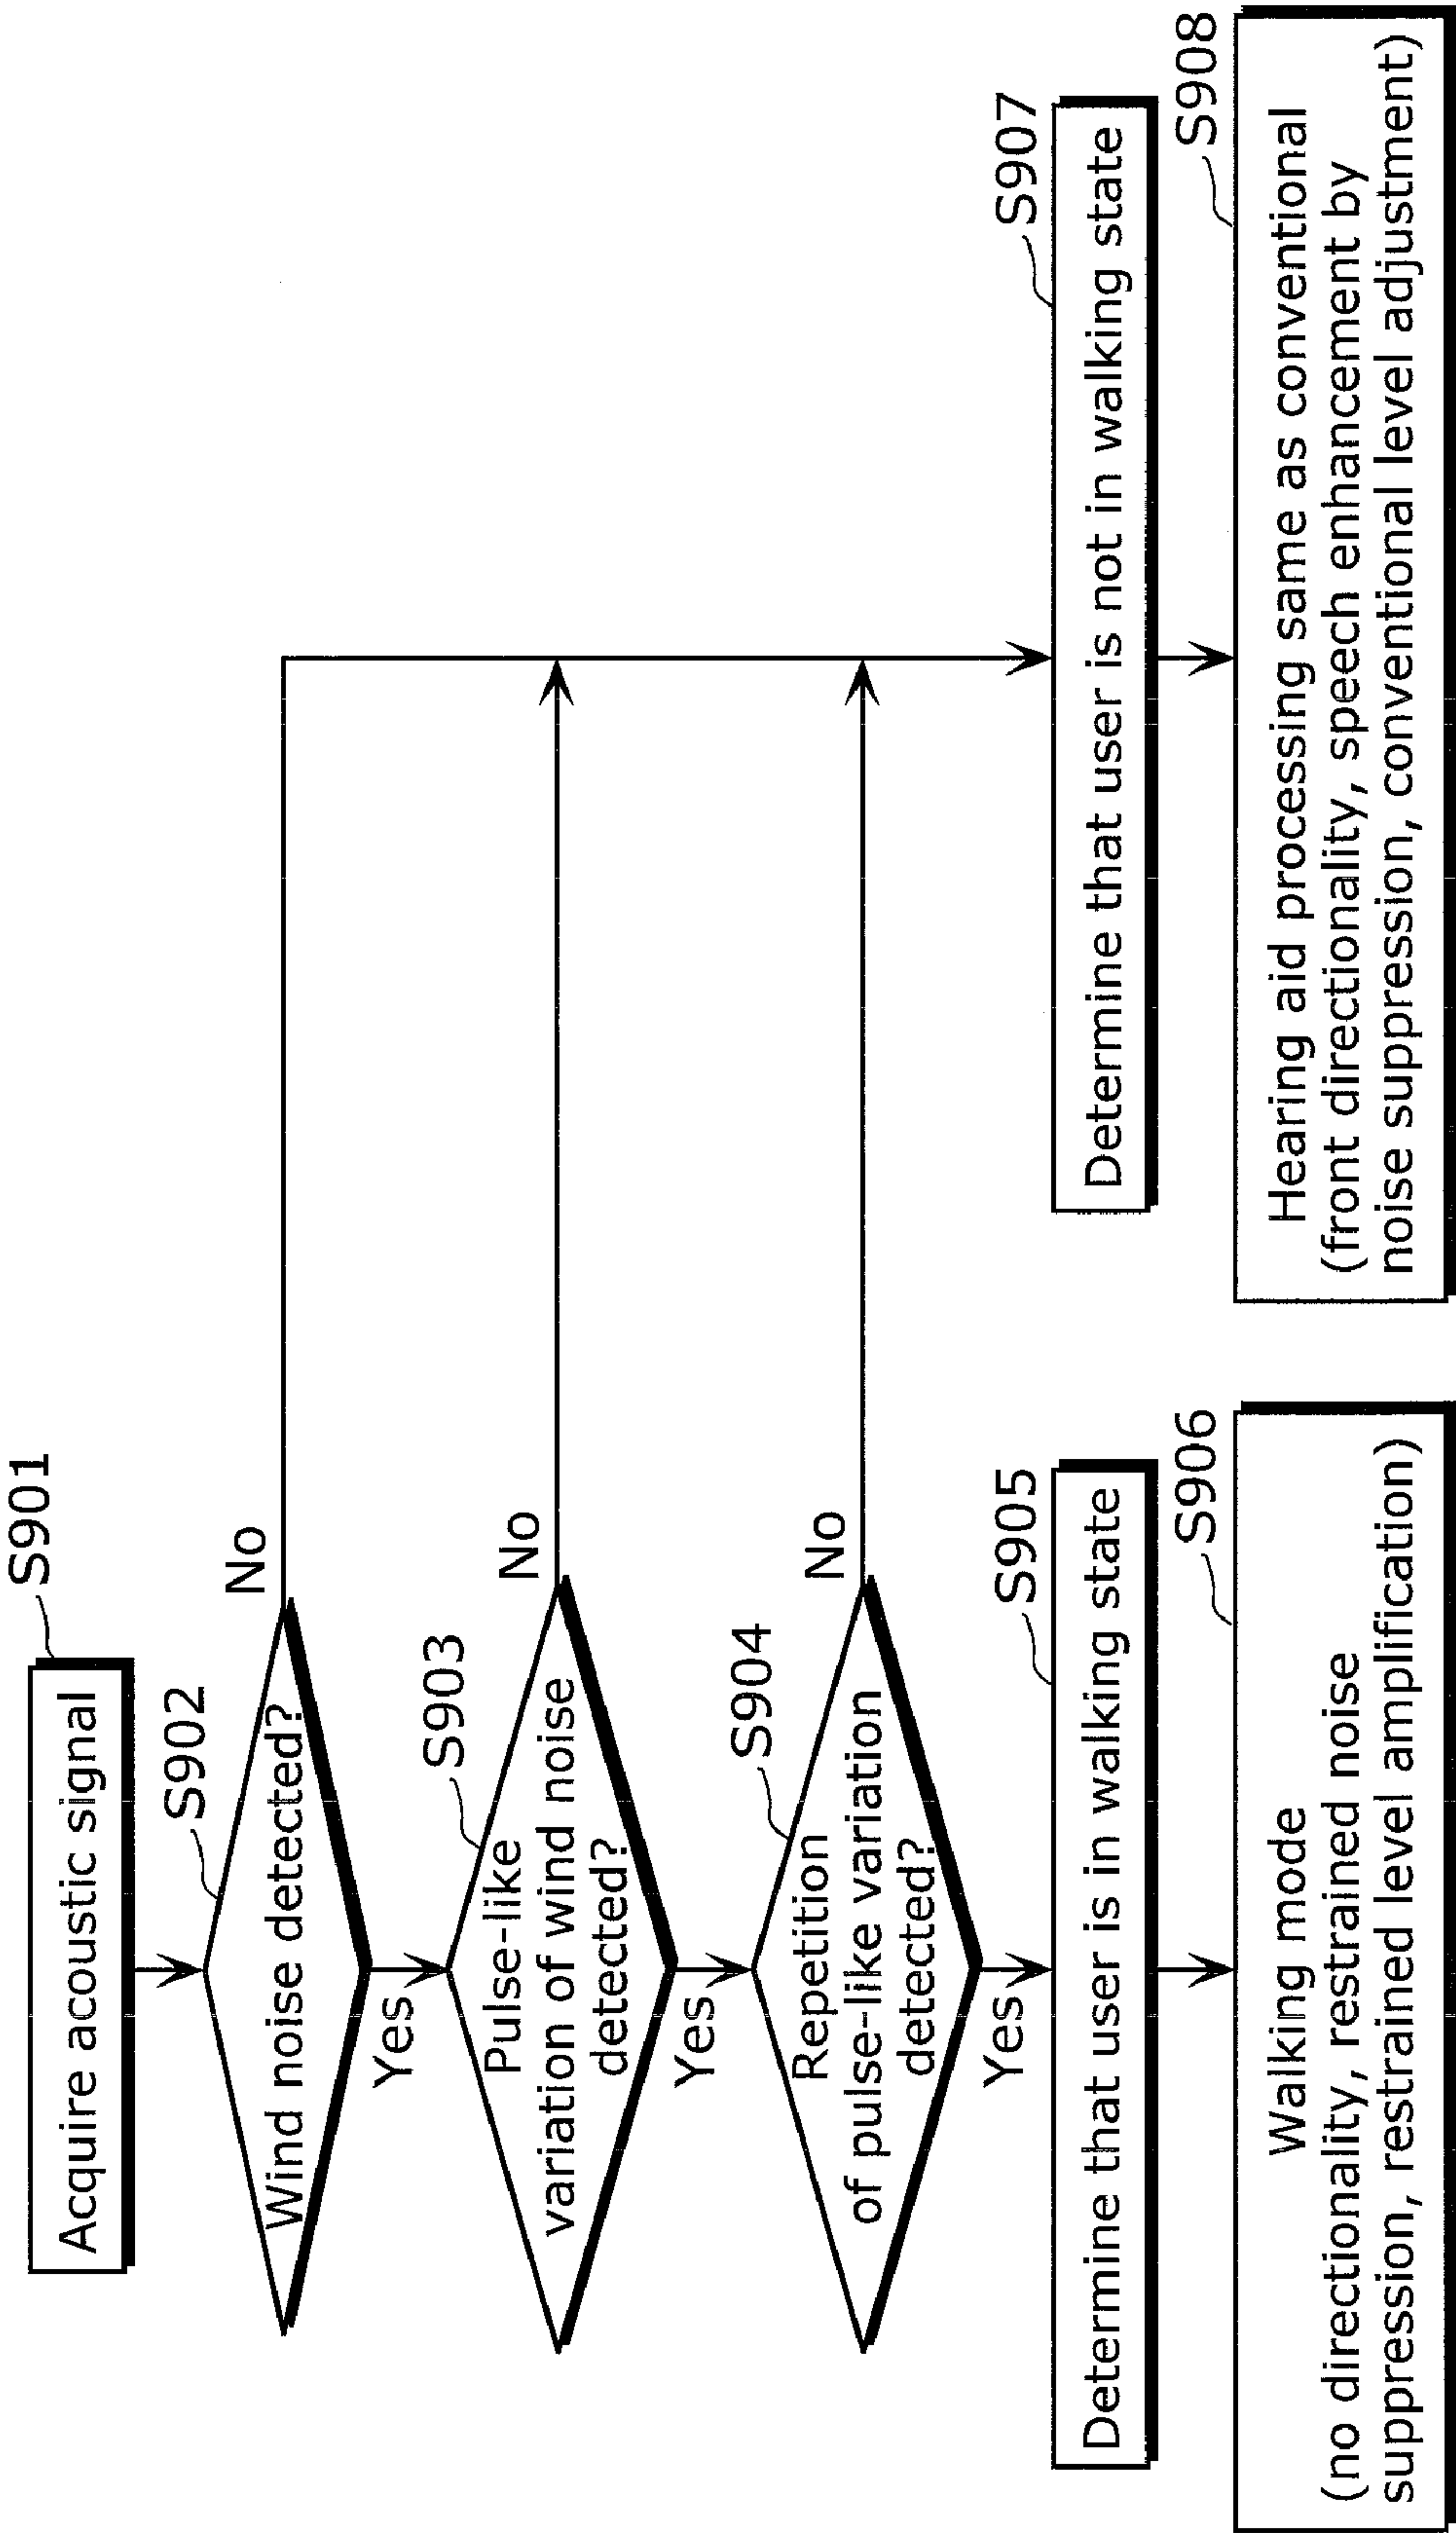 S901
Acquire acoustic signal
S902
Wind noise detected?
No
Yes
S903
Pulse-like
variation of wind noise
detected?
No
Yes
S904
Repetition
of pulse-like variation
detected?
No
Yes
S905
Determine that user is in walking state
S906
Walking mode
(no directionality, restrained noise
suppression, restrained level amplification)
S907
Determine that user is not in walking state
S908
Hearing aid processing same as conventional
(front directionality, speech enhancement by
noise suppression, conventional level adjustment)